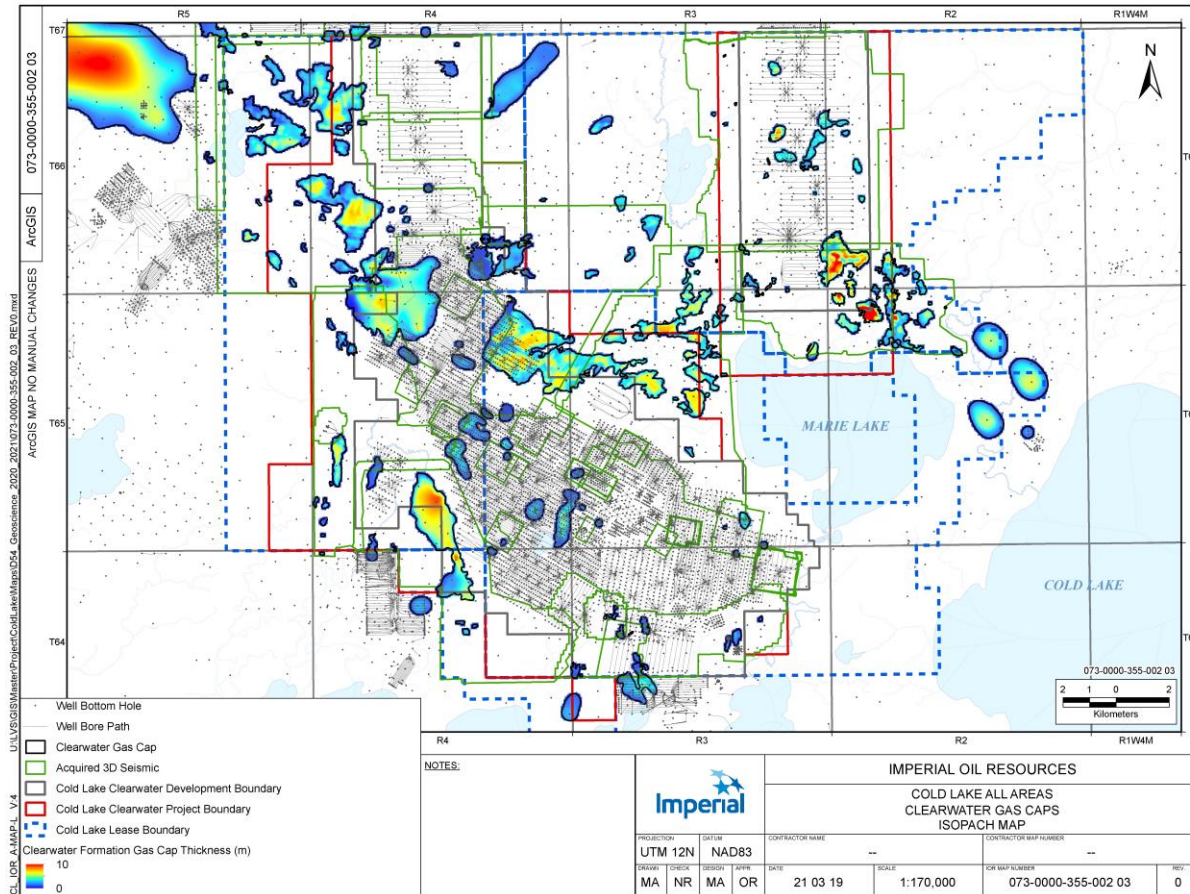 R5 R4 R3 R2 R1W4M
T67
T66
T65
T64
N
MARIE LAKE
COLD LAKE
073-0000-355-002 03
2 1 0 2
Kilometers
R4 R3 R2 R1W4M
073-0000-355-002 03
ArcGIS
ArcGIS MAP NO MANUAL CHANGES
Well Bottom Hole
Well Bore Path
Clearwater Gas Cap
Acquired 3D Seismic
Cold Lake Clearwater Development Boundary
Cold Lake Clearwater Project Boundary
Cold Lake Lease Boundary
Clearwater Formation Gas Cap Thickness (m)
10
0
NOTES:
Imperial
IMPERIAL OIL RESOURCES
COLD LAKE ALL AREAS
CLEARWATER GAS CAPS
ISOPACH MAP
PROJECTION DATUM CONTRACTOR NAME CONTRACTOR MAP NUMBER
UTM 12N NAD83 -- --
DRAWN CHECK DESIGN APPR. DATE SCALE IOR MAP NUMBER REV.
MA NR MA OR 21 03 19 1:170,000 073-0000-355-002 03 0